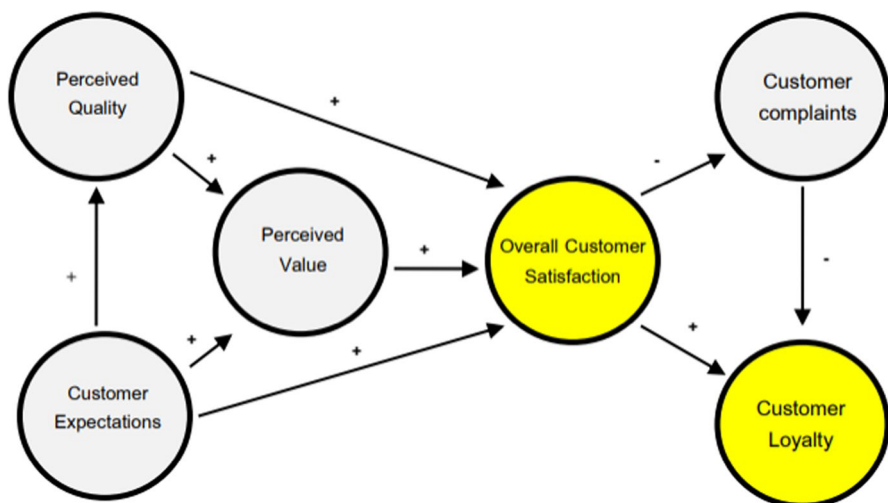 Perceived
Quality
+
+
+
Perceived
Value
+
Customer
Expectations
+
+
Overall Customer
Satisfaction
-
+
Customer
complaints
-
Customer
Loyalty